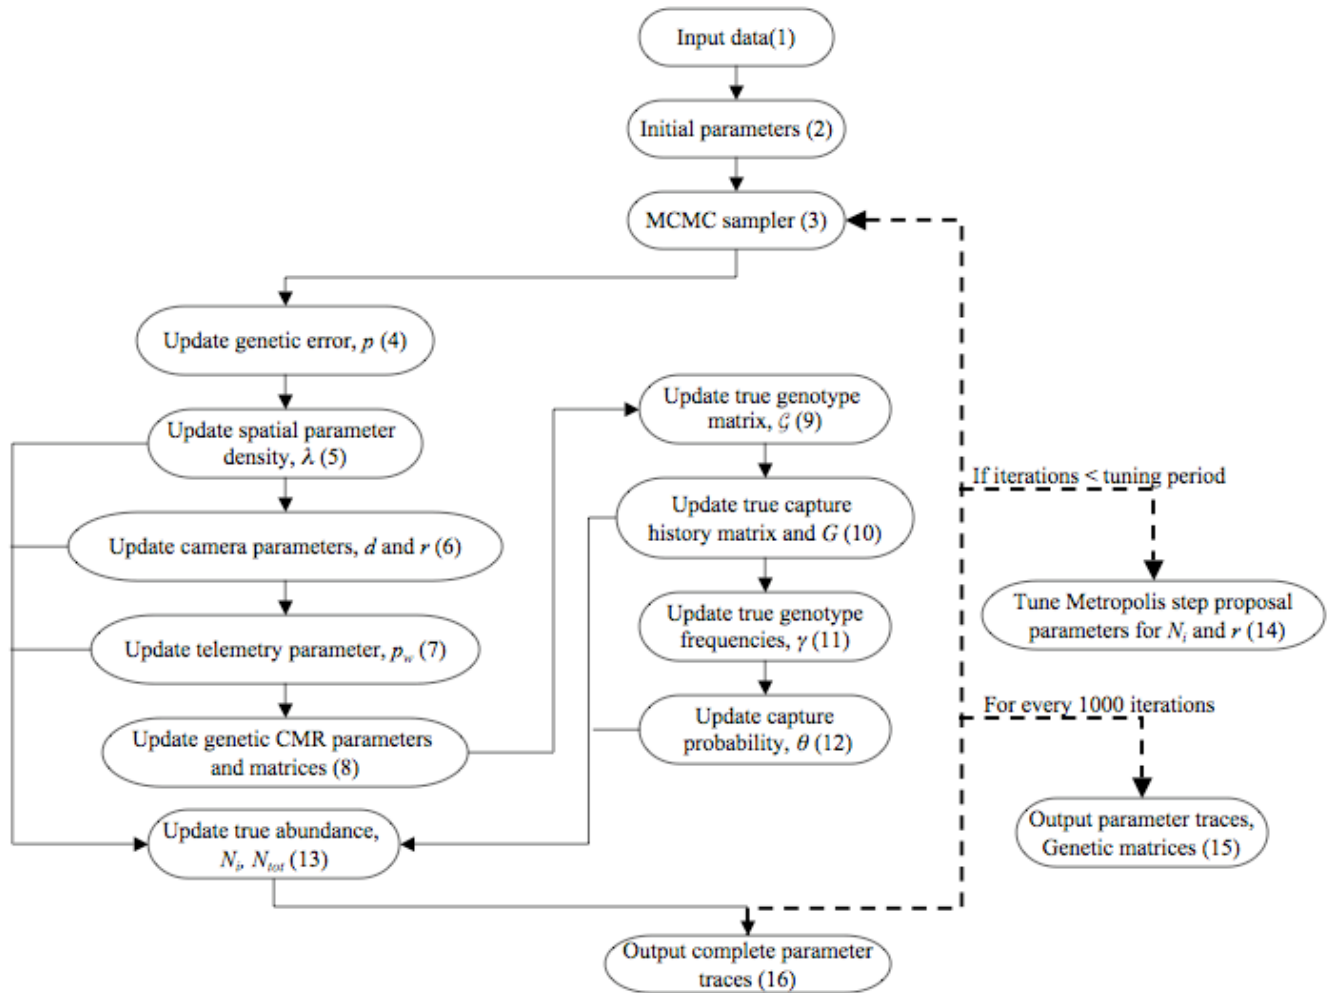 Input data(1)
Initial parameters (2)
MCMC sampler (3)
Update genetic error, p (4)
Update spatial parameter
density, λ (5)
Update camera parameters, d and r (6)
Update telemetry parameter, p_w (7)
Update genetic CMR parameters
and matrices (8)
Update true genotype
matrix, 𝒢 (9)
Update true capture
history matrix and G (10)
Update true genotype
frequencies, γ (11)
Update capture
probability, θ (12)
Update true abundance,
N_i, N_tot (13)
If iterations < tuning period
Tune Metropolis step proposal
parameters for N_i and r (14)
For every 1000 iterations
Output parameter traces,
Genetic matrices (15)
Output complete parameter
traces (16)